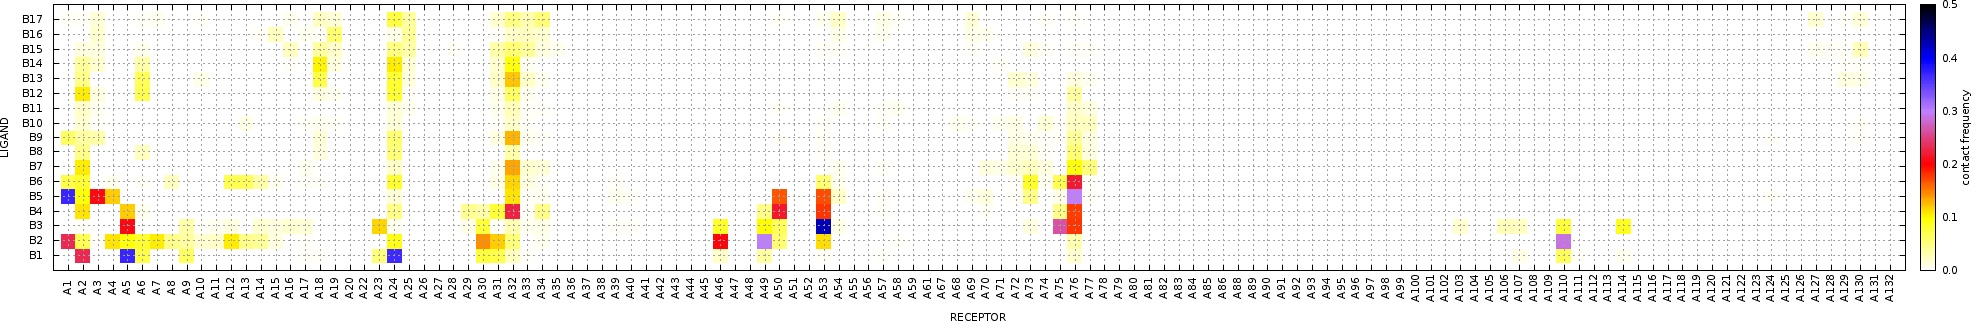 LIGAND
B17
B16
B15
B14
B13
B12
B11
B10
B9
B8
B7
B6
B5
B4
B3
B2
B1
A1 A2 A3 A4 A5 A6 A7 A8 A9 A10 A11 A12 A13 A14 A15 A16 A17 A18 A19 A20 A22 A23 A24 A25 A26 A27 A28 A29 A30 A31 A32 A33 A34 A35 A36 A37 A38 A39 A40 A41 A42 A43 A44 A45 A46 A47 A48 A49 A50 A51 A52 A53 A54 A55 A56 A57 A58 A59 A61 A67 A68 A69 A70 A71 A72 A73 A74 A75 A76 A77 A78 A79 A80 A81 A82 A83 A84 A85 A86 A88 A89 A90 A91 A92 A93 A94 A95 A96 A97 A98 A99 A100 A101 A102 A103 A104 A105 A106 A107 A108 A109 A110 A111 A112 A113 A114 A115 A116 A117 A118 A119 A120 A121 A122 A123 A124 A125 A126 A127 A128 A129 A130 A131 A132
RECEPTOR
0.5
0.4
0.3
0.2
0.1
0.0
contact frequency